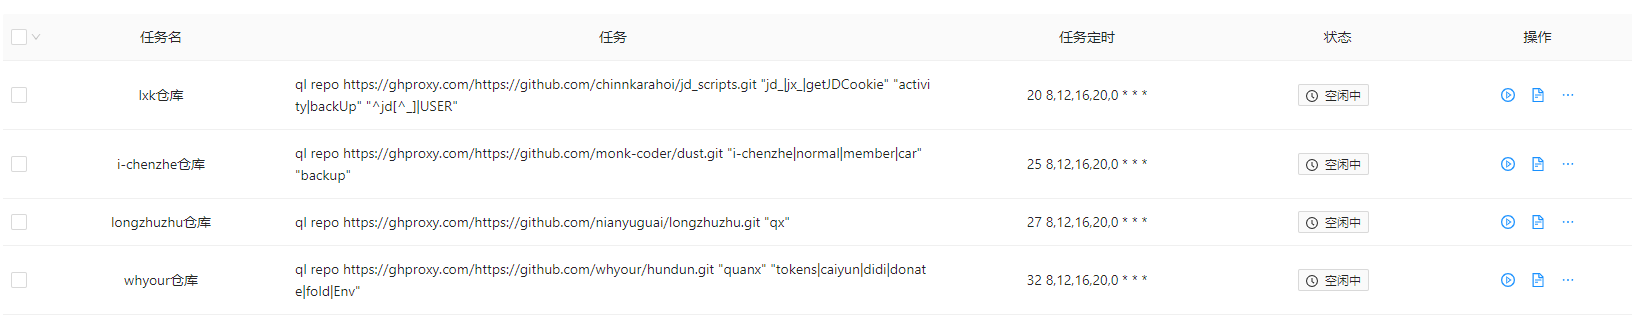 任务名 任务 任务定时 状态 操作
lxk仓库 ql repo https://ghproxy.com/https://github.com/chinnkarahoi/jd_scripts.git "jd_|jx_|getJDCookie" "activi
ty|backUp" "^jd[^_]|USER" 20 8,12,16,20,0 * * * 空闲中
i-chenzhe仓库 ql repo https://ghproxy.com/https://github.com/monk-coder/dust.git "i-chenzhe|normal|member|car"
"backup" 25 8,12,16,20,0 * * * 空闲中
longzhuzhu仓库 ql repo https://ghproxy.com/https://github.com/nianyuguai/longzhuzhu.git "qx" 27 8,12,16,20,0 * * * 空闲中
whyour仓库 ql repo https://ghproxy.com/https://github.com/whyour/hundun.git "quanx" "tokens|caiyun|didi|donat
e|fold|Env" 32 8,12,16,20,0 * * * 空闲中